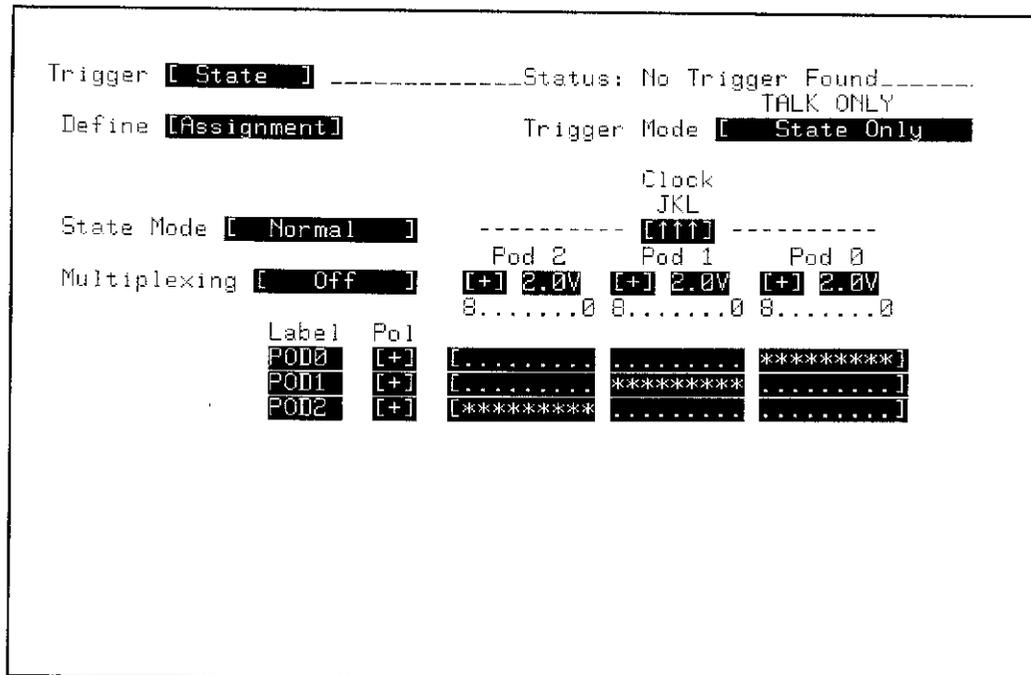 Trigger [ State ] ______________Status: No Trigger Found_______
TALK ONLY
Define [Assignment] Trigger Mode [ State Only
Clock
JKL
State Mode [ Normal ] ---------- [↑↑↑] ----------
Pod 2 Pod 1 Pod 0
Multiplexing [ Off ] [+] 2.0V [+] 2.0V [+] 2.0V
8.......0 8.......0 8.......0
Label Pol
POD0 [+] [......... ......... *********]
POD1 [+] [......... ********* .........]
POD2 [+] [********* ......... .........]